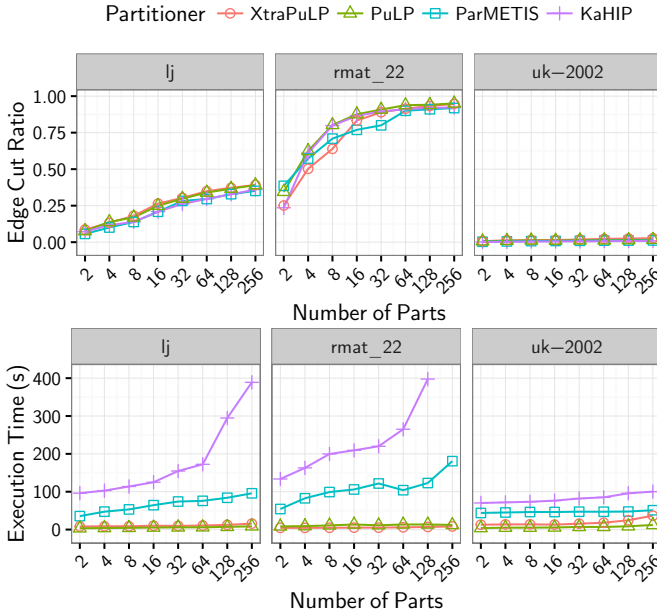 Partitioner XtraPuLP PuLP ParMETIS KaHIP
lj rmat_22 uk−2002
Edge Cut Ratio
1.00
0.75
0.50
0.25
0.00
2 4 8 16 32 64 128 256 2 4 8 16 32 64 128 256 2 4 8 16 32 64 128 256
Number of Parts
lj rmat_22 uk−2002
Execution Time (s)
400
300
200
100
0
2 4 8 16 32 64 128 256 2 4 8 16 32 64 128 256 2 4 8 16 32 64 128 256
Number of Parts